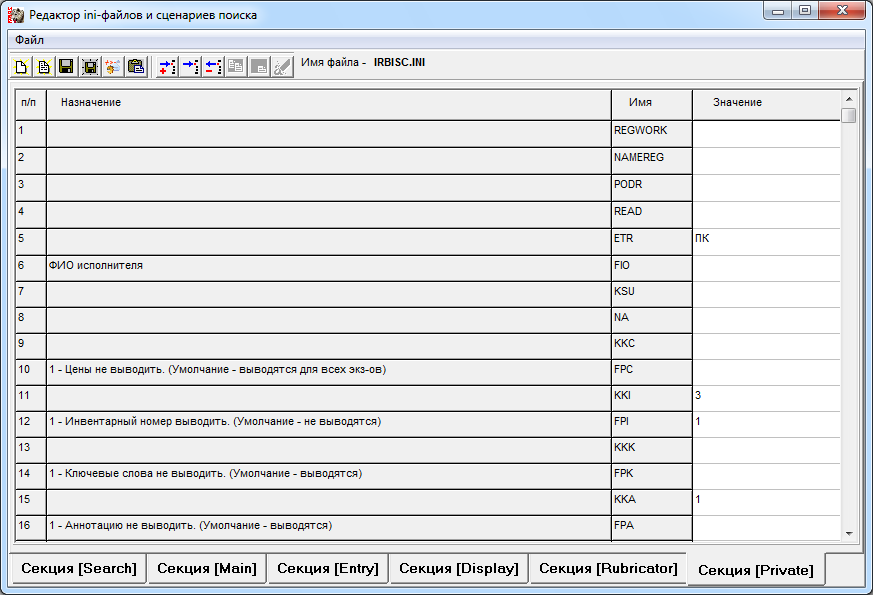 Редактор ini-файлов и сценариев поиска
Файл
Имя файла - IRBISC.INI
п/п Назначение Имя Значение
1 REGWORK
2 NAMEREG
3 PODR
4 READ
5 ETR ПК
6 ФИО исполнителя FIO
7 KSU
8 NA
9 KKC
10 1 - Цены не выводить. (Умолчание - выводятся для всех экз-ов) FPC
11 KKI 3
12 1 - Инвентарный номер выводить. (Умолчание - не выводятся) FPI 1
13 KKK
14 1 - Ключевые слова не выводить. (Умолчание - выводятся) FPK
15 KKA 1
16 1 - Аннотацию не выводить. (Умолчание - выводятся) FPA
Секция [Search] Секция [Main] Секция [Entry] Секция [Display] Секция [Rubricator] Секция [Private]